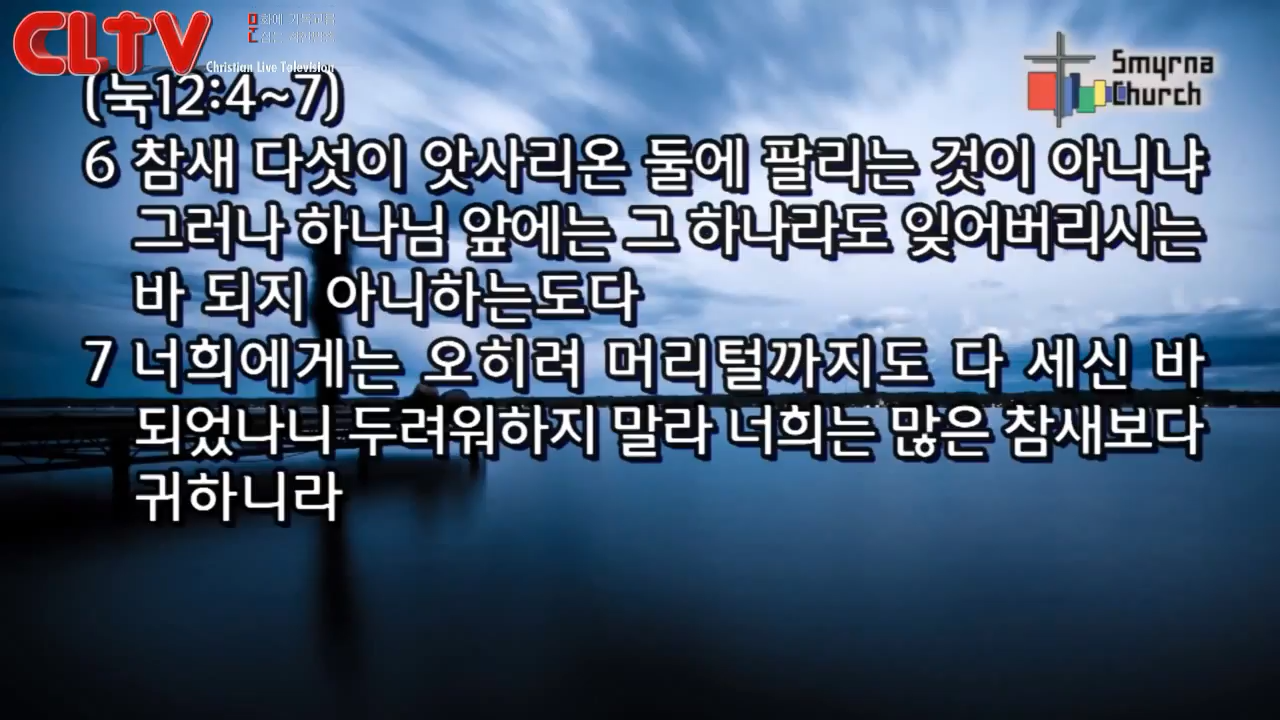 CLTV
Christian Live Television
Smyrna
Church
(눅12:4~7)
6 참새 다섯이 앗사리온 둘에 팔리는 것이 아니냐
그러나 하나님 앞에는 그 하나라도 잊어버리시는
바 되지 아니하는도다
7 너희에게는 오히려 머리털까지도 다 세신 바
되었나니 두려워하지 말라 너희는 많은 참새보다
귀하니라